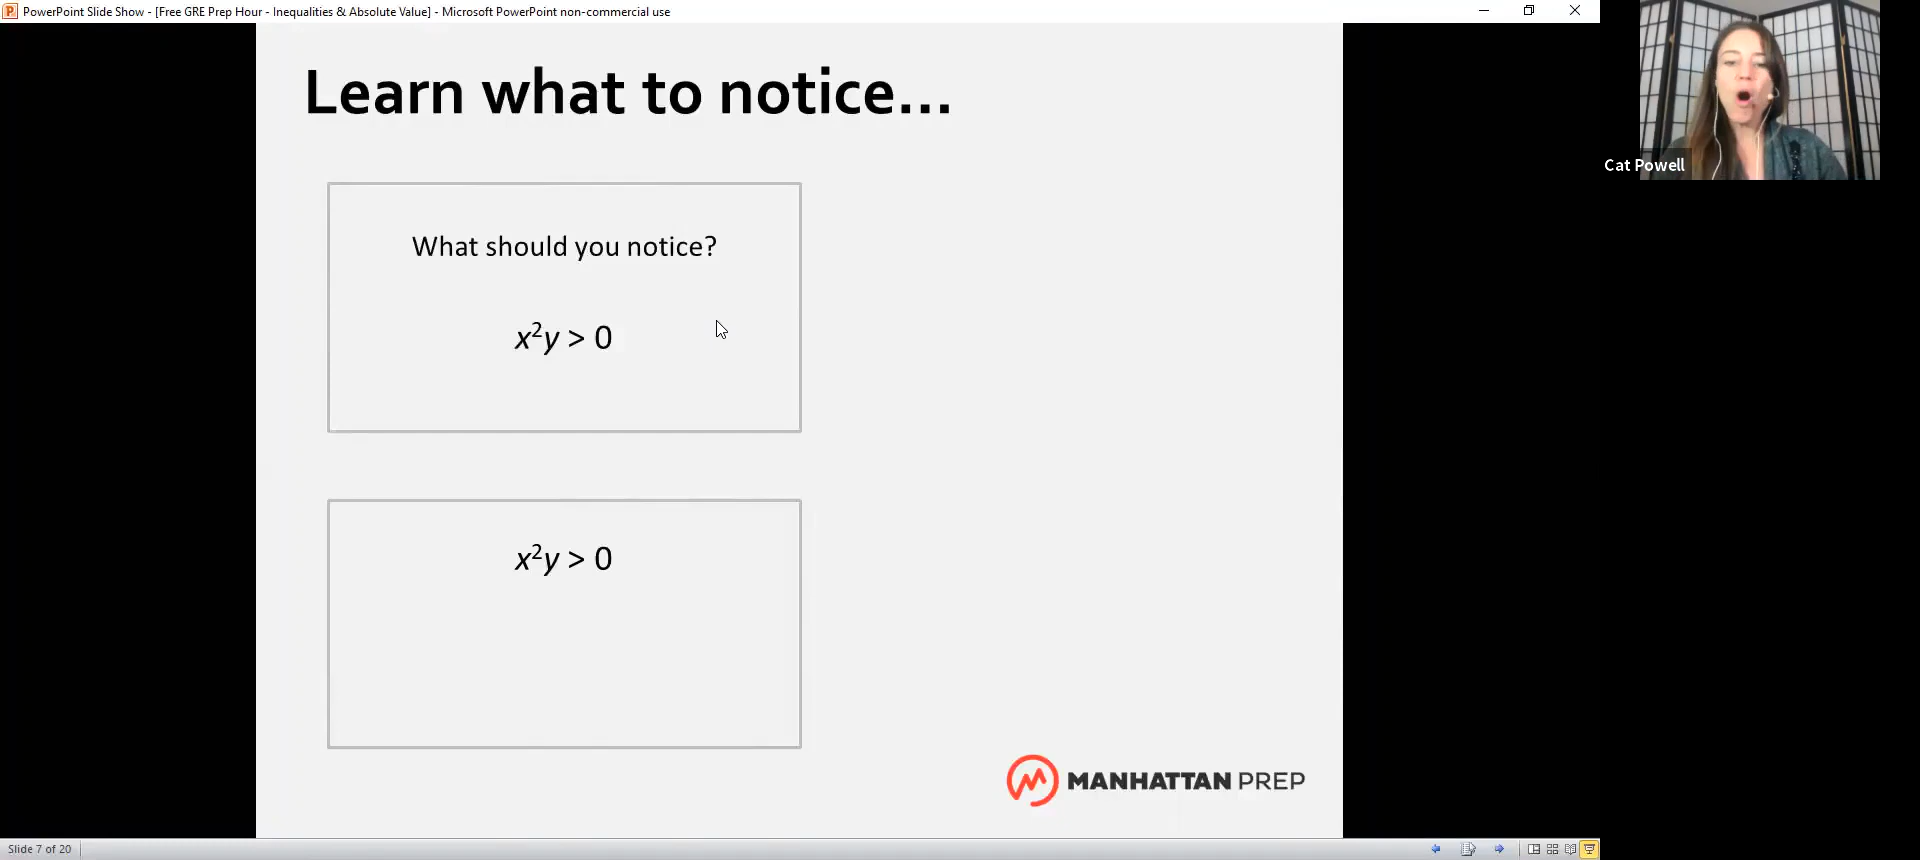 PowerPoint Slide Show - [Free GRE Prep Hour - Inequalities & Absolute Value] - Microsoft PowerPoint non-commercial use
Learn what to notice...
Cat Powell
What should you notice?
x²y > 0
x²y > 0
MANHATTAN PREP
Slide 7 of 20